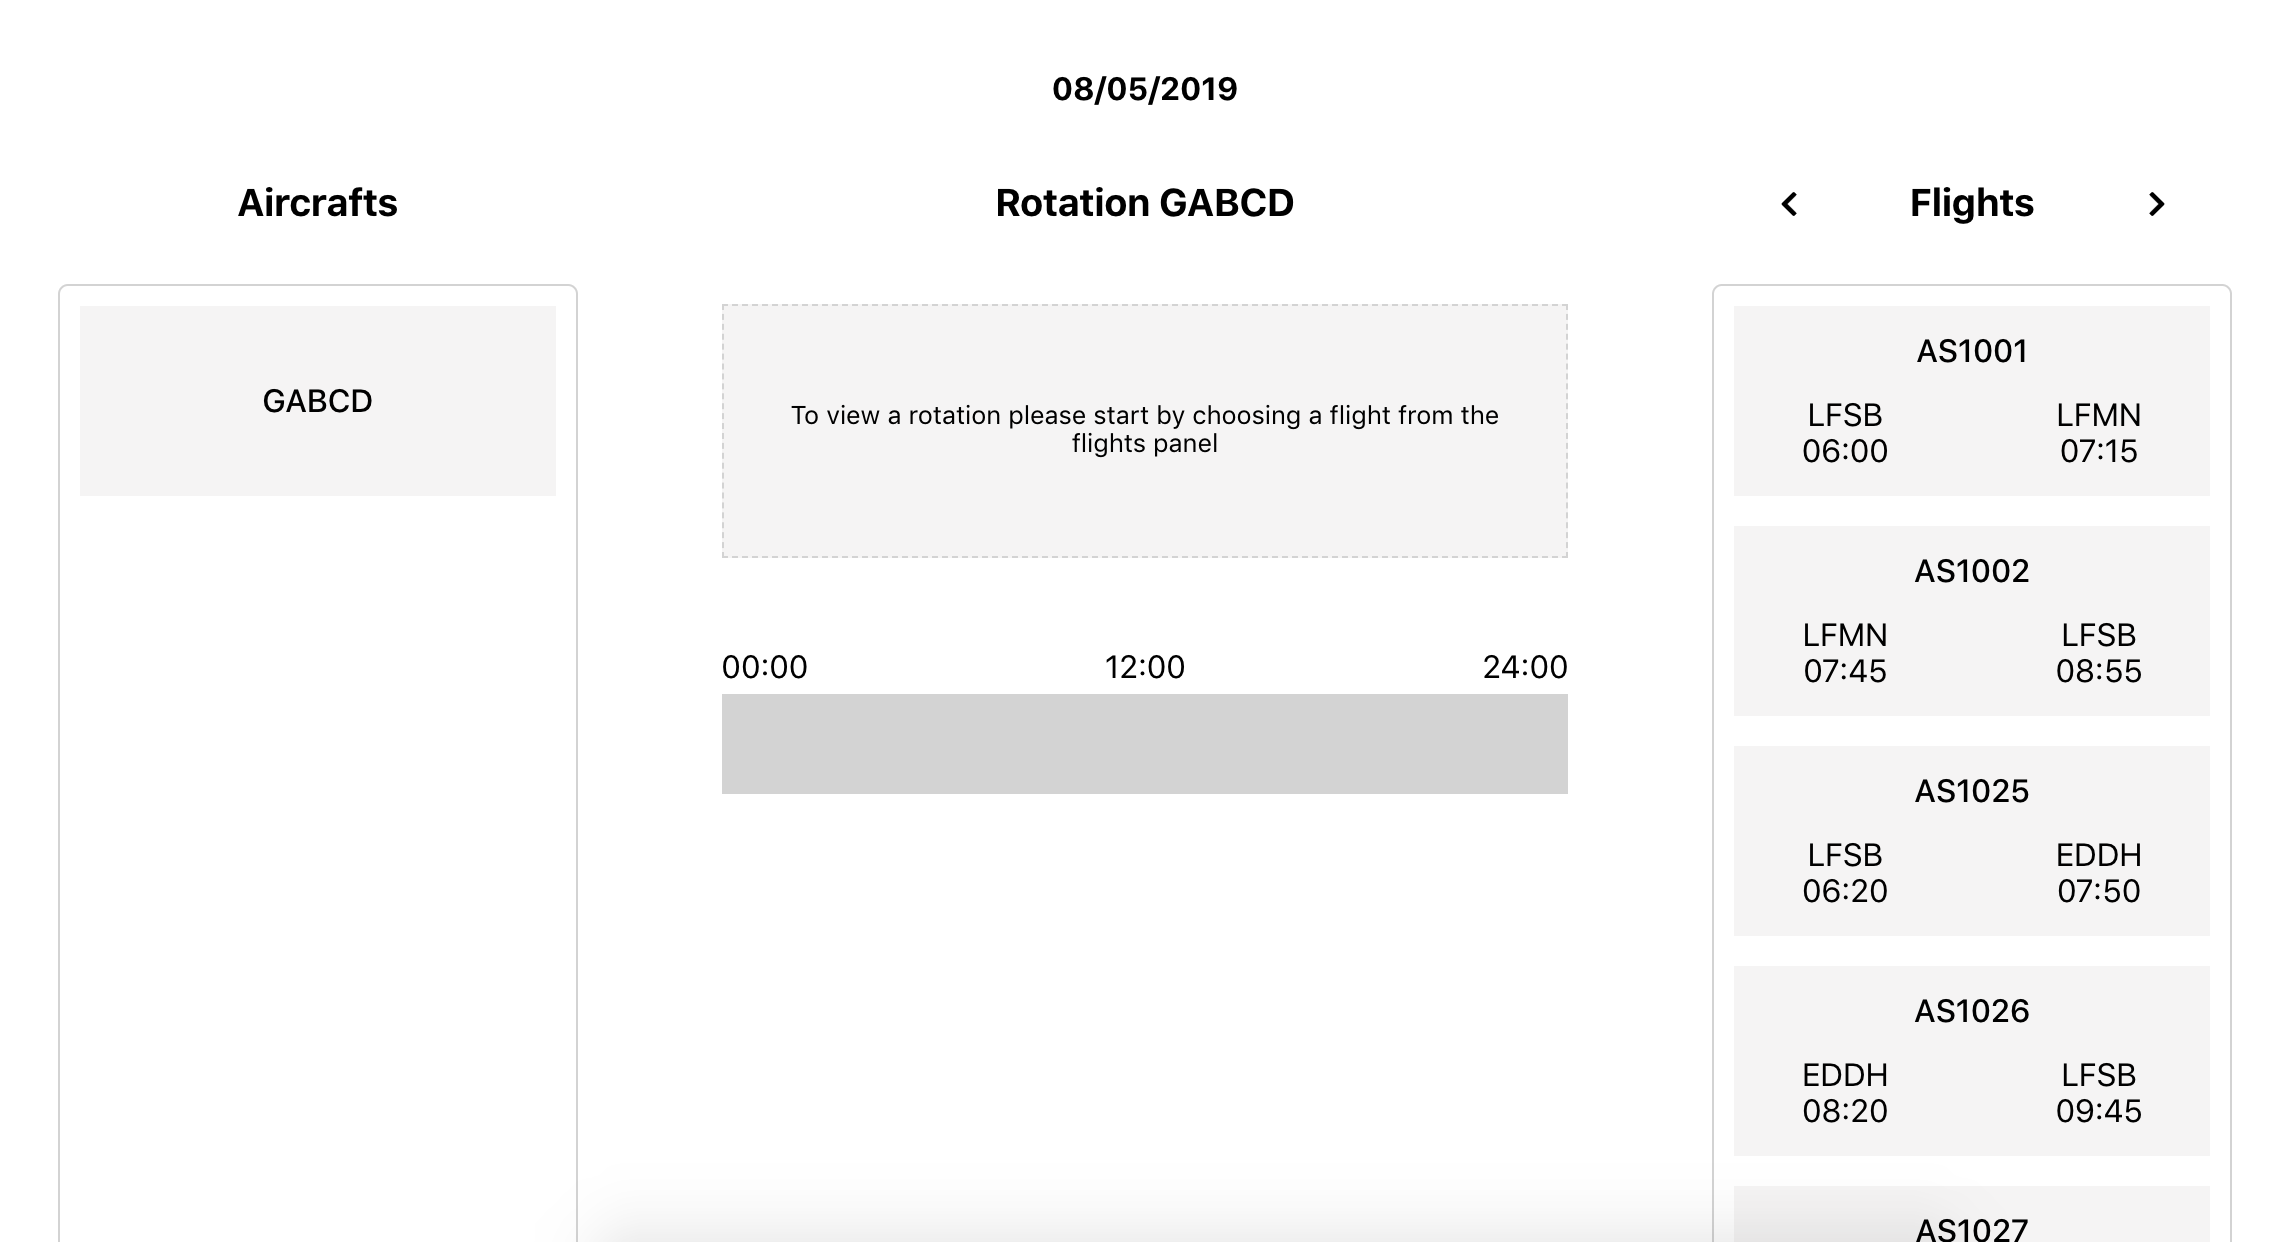 08/05/2019
Aircrafts
GABCD
Rotation GABCD
To view a rotation please start by choosing a flight from the
flights panel
00:00 12:00 24:00
Flights
AS1001
LFSB LFMN
06:00 07:15
AS1002
LFMN LFSB
07:45 08:55
AS1025
LFSB EDDH
06:20 07:50
AS1026
EDDH LFSB
08:20 09:45
AS1027